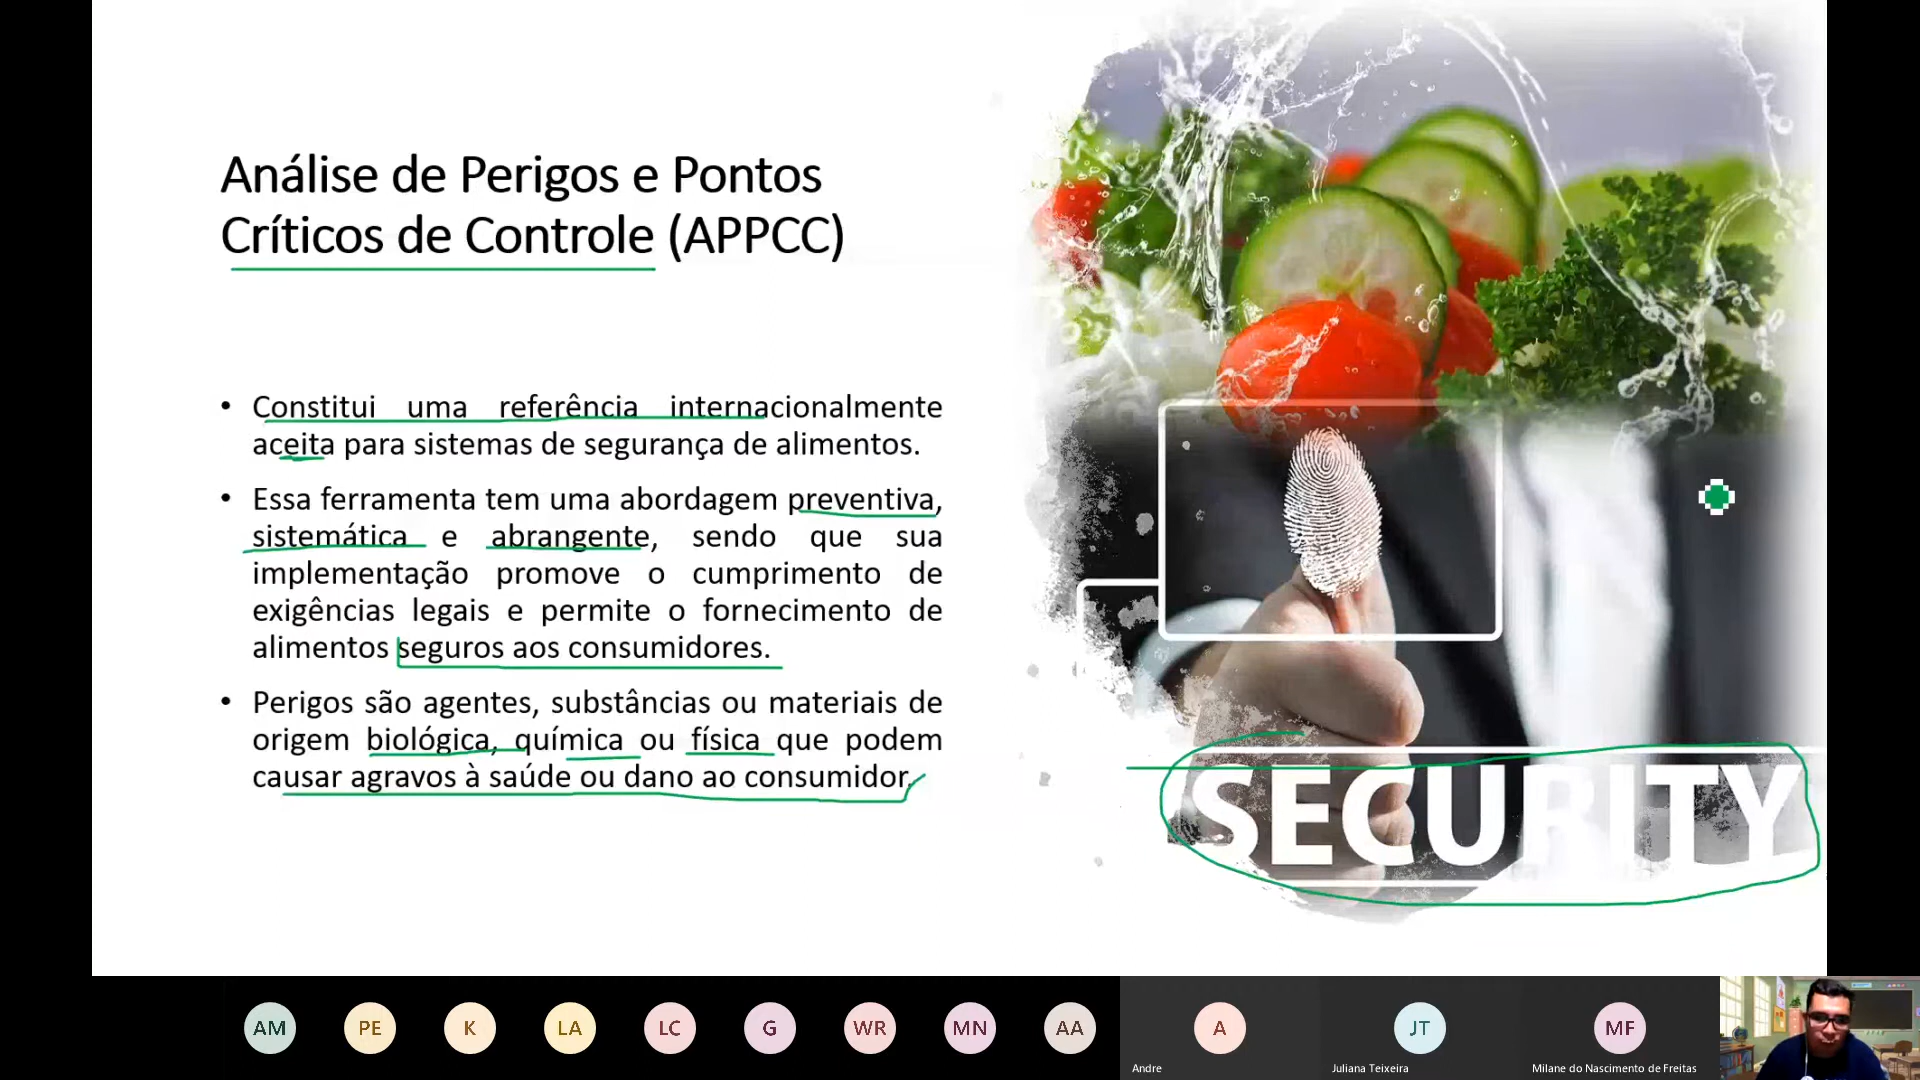 Análise de Perigos e Pontos
Críticos de Controle (APPCC)
• Constitui uma referência internacionalmente
aceita para sistemas de segurança de alimentos.
• Essa ferramenta tem uma abordagem preventiva,
sistemática e abrangente, sendo que sua
implementação promove o cumprimento de
exigências legais e permite o fornecimento de
alimentos seguros aos consumidores.
• Perigos são agentes, substâncias ou materiais de
origem biológica, química ou física que podem
causar agravos à saúde ou dano ao consumidor.
SECURITY
AM PE K LA LC G WR MN AA A JT MF
Andre Juliana Teixeira Milane do Nascimento de Freitas